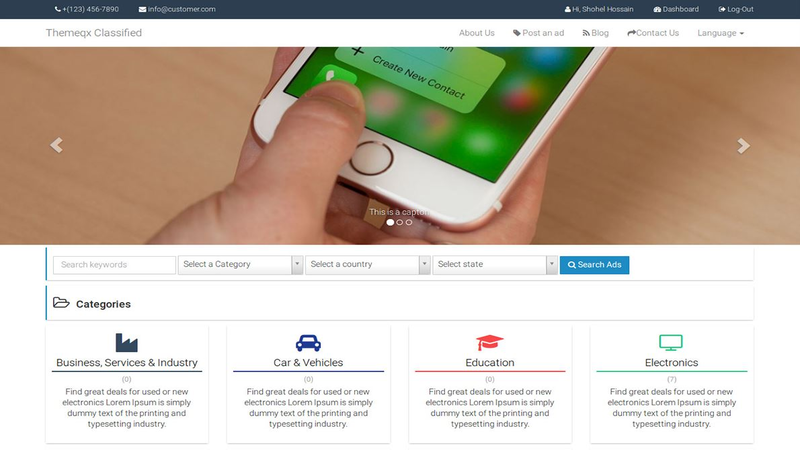 +(123) 456-7890 info@customer.com Hi, Shohel Hossain Dashboard Log-Out
Themeqx Classified About Us Post an ad Blog Contact Us Language
Create New Contact
This is a caption
Search keywords Select a Category Select a country Select state Search Ads
Categories
Business, Services & Industry
(0)
Find great deals for used or new
electronics Lorem Ipsum is simply
dummy text of the printing and
typesetting industry.
Car & Vehicles
(0)
Find great deals for used or new
electronics Lorem Ipsum is simply
dummy text of the printing and
typesetting industry.
Education
(0)
Find great deals for used or new
electronics Lorem Ipsum is simply
dummy text of the printing and
typesetting industry.
Electronics
(7)
Find great deals for used or new
electronics Lorem Ipsum is simply
dummy text of the printing and
typesetting industry.